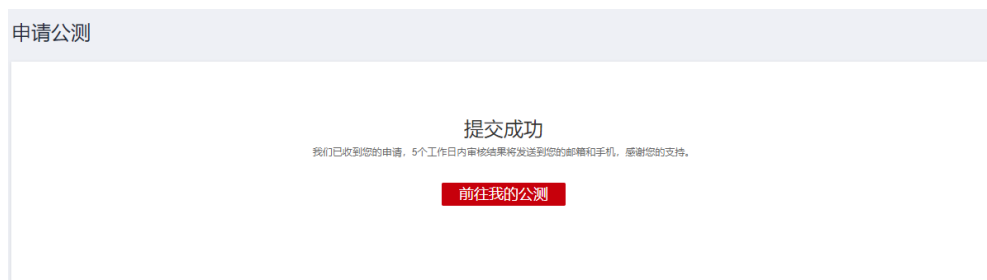 申请公测
提交成功
我们已收到您的申请，5个工作日内审核结果将发送到您的邮箱和手机，感谢您的支持。
前往我的公测